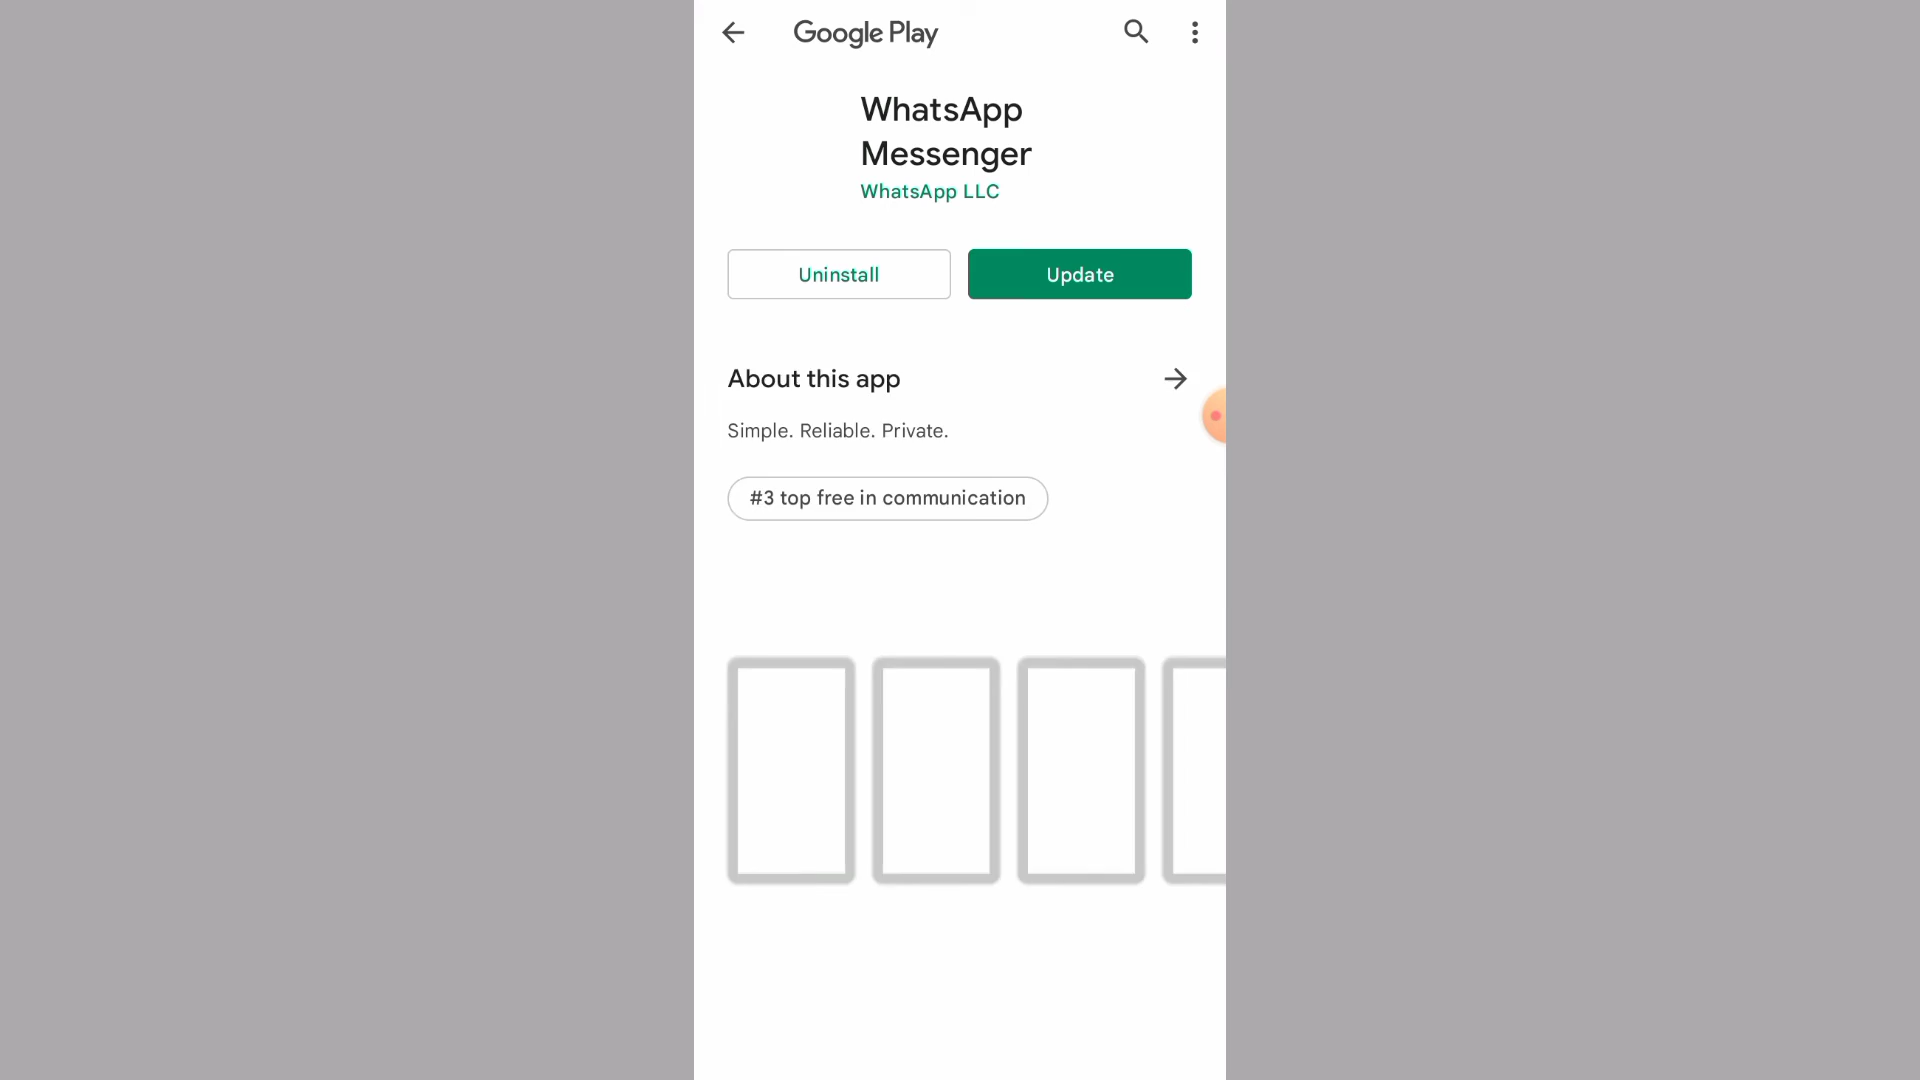 Google Play
WhatsApp
Messenger
WhatsApp LLC
Uninstall
Update
About this app
Simple. Reliable. Private.
#3 top free in communication